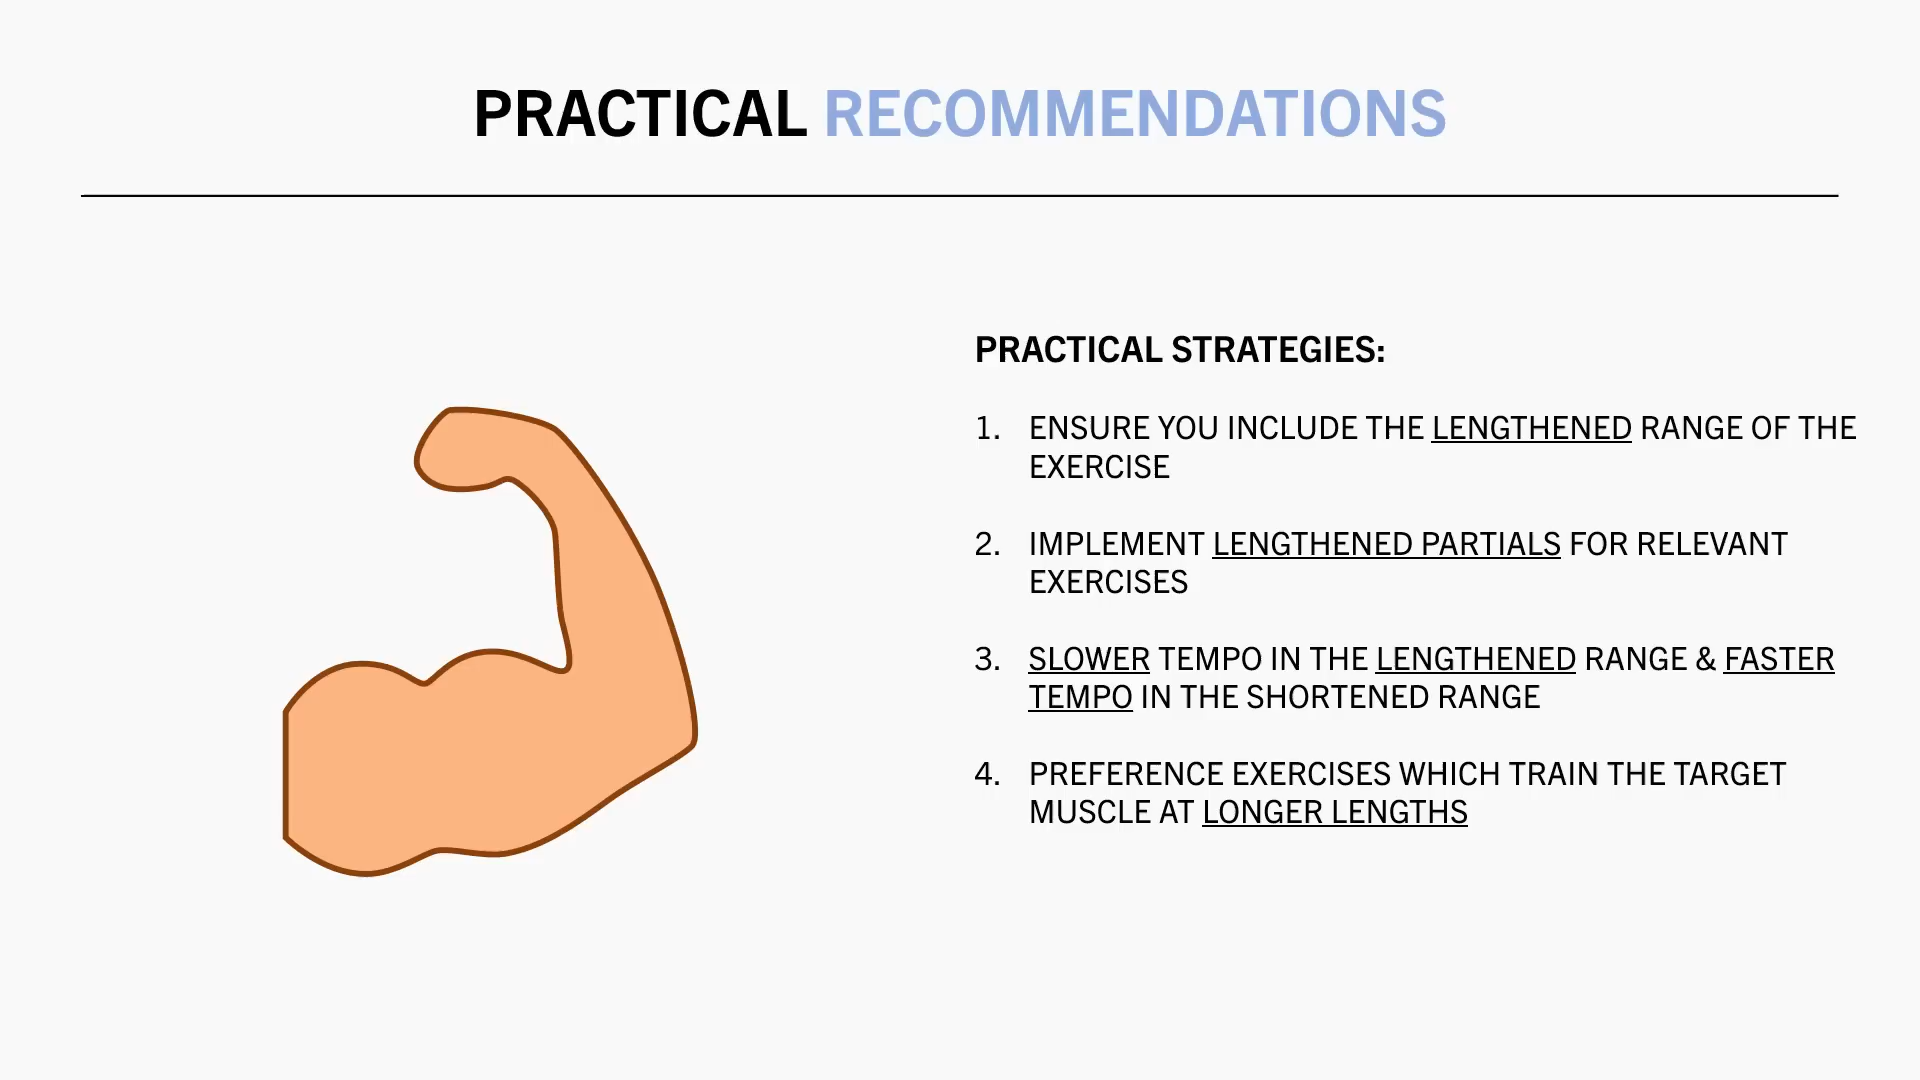 PRACTICAL RECOMMENDATIONS
PRACTICAL STRATEGIES:
1. ENSURE YOU INCLUDE THE LENGTHENED RANGE OF THE
EXERCISE
2. IMPLEMENT LENGTHENED PARTIALS FOR RELEVANT
EXERCISES
3. SLOWER TEMPO IN THE LENGTHENED RANGE & FASTER
TEMPO IN THE SHORTENED RANGE
4. PREFERENCE EXERCISES WHICH TRAIN THE TARGET
MUSCLE AT LONGER LENGTHS